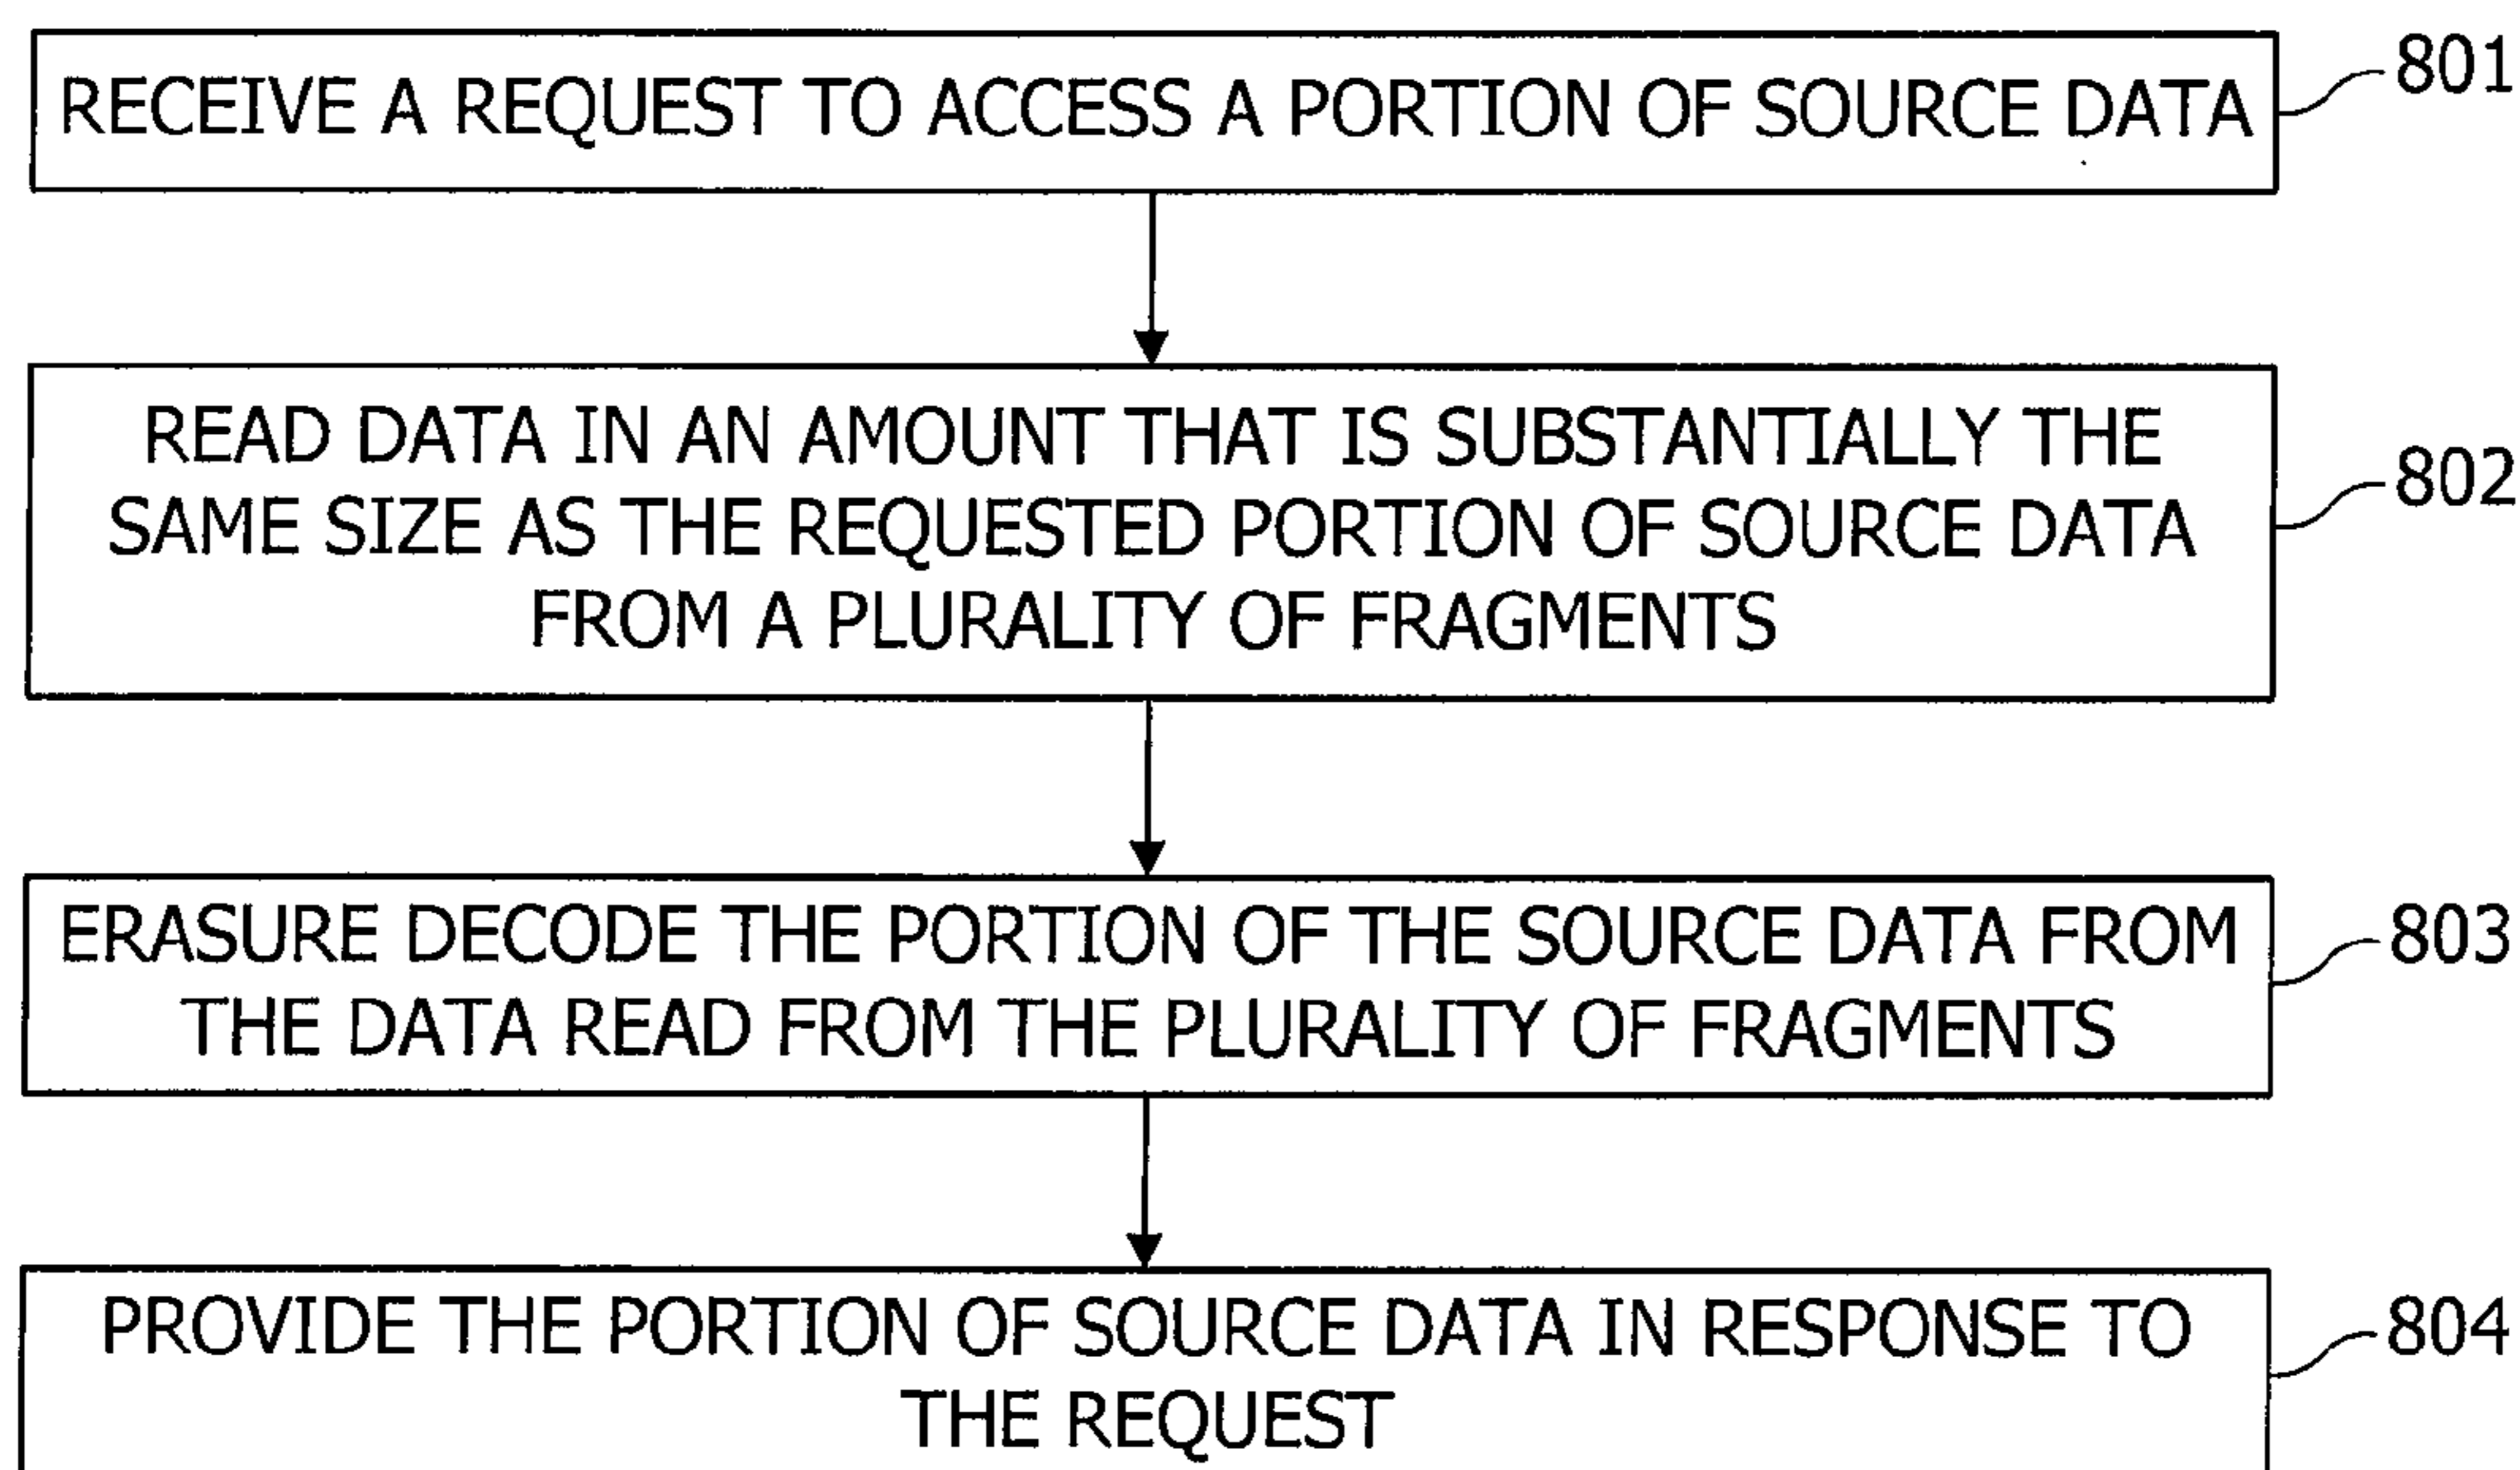 RECEIVE A REQUEST TO ACCESS A PORTION OF SOURCE DATA
801
READ DATA IN AN AMOUNT THAT IS SUBSTANTIALLY THE
SAME SIZE AS THE REQUESTED PORTION OF SOURCE DATA
FROM A PLURALITY OF FRAGMENTS
802
ERASURE DECODE THE PORTION OF THE SOURCE DATA FROM
THE DATA READ FROM THE PLURALITY OF FRAGMENTS
803
PROVIDE THE PORTION OF SOURCE DATA IN RESPONSE TO
THE REQUEST
804